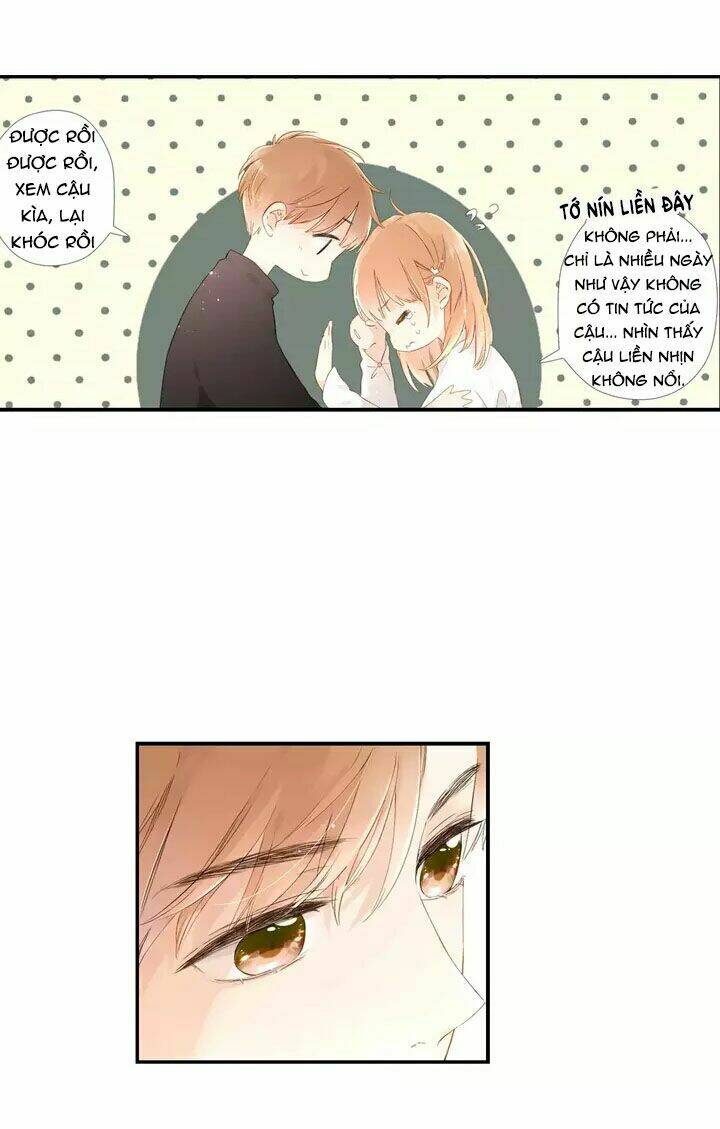 ĐƯỢC RỒI
ĐƯỢC RỒI,
XEM CẬU
KÌA, LẠI
KHÓC RỒI
TỚ NÍN LIỀN ĐÂY
KHÔNG PHẢI...
CHỈ LÀ NHIỀU NGÀY
NHƯ VẬY KHÔNG
CÓ TIN TỨC CỦA
CẬU... NHÌN THẤY
CẬU LIỀN NHỊN
KHÔNG NỔI.